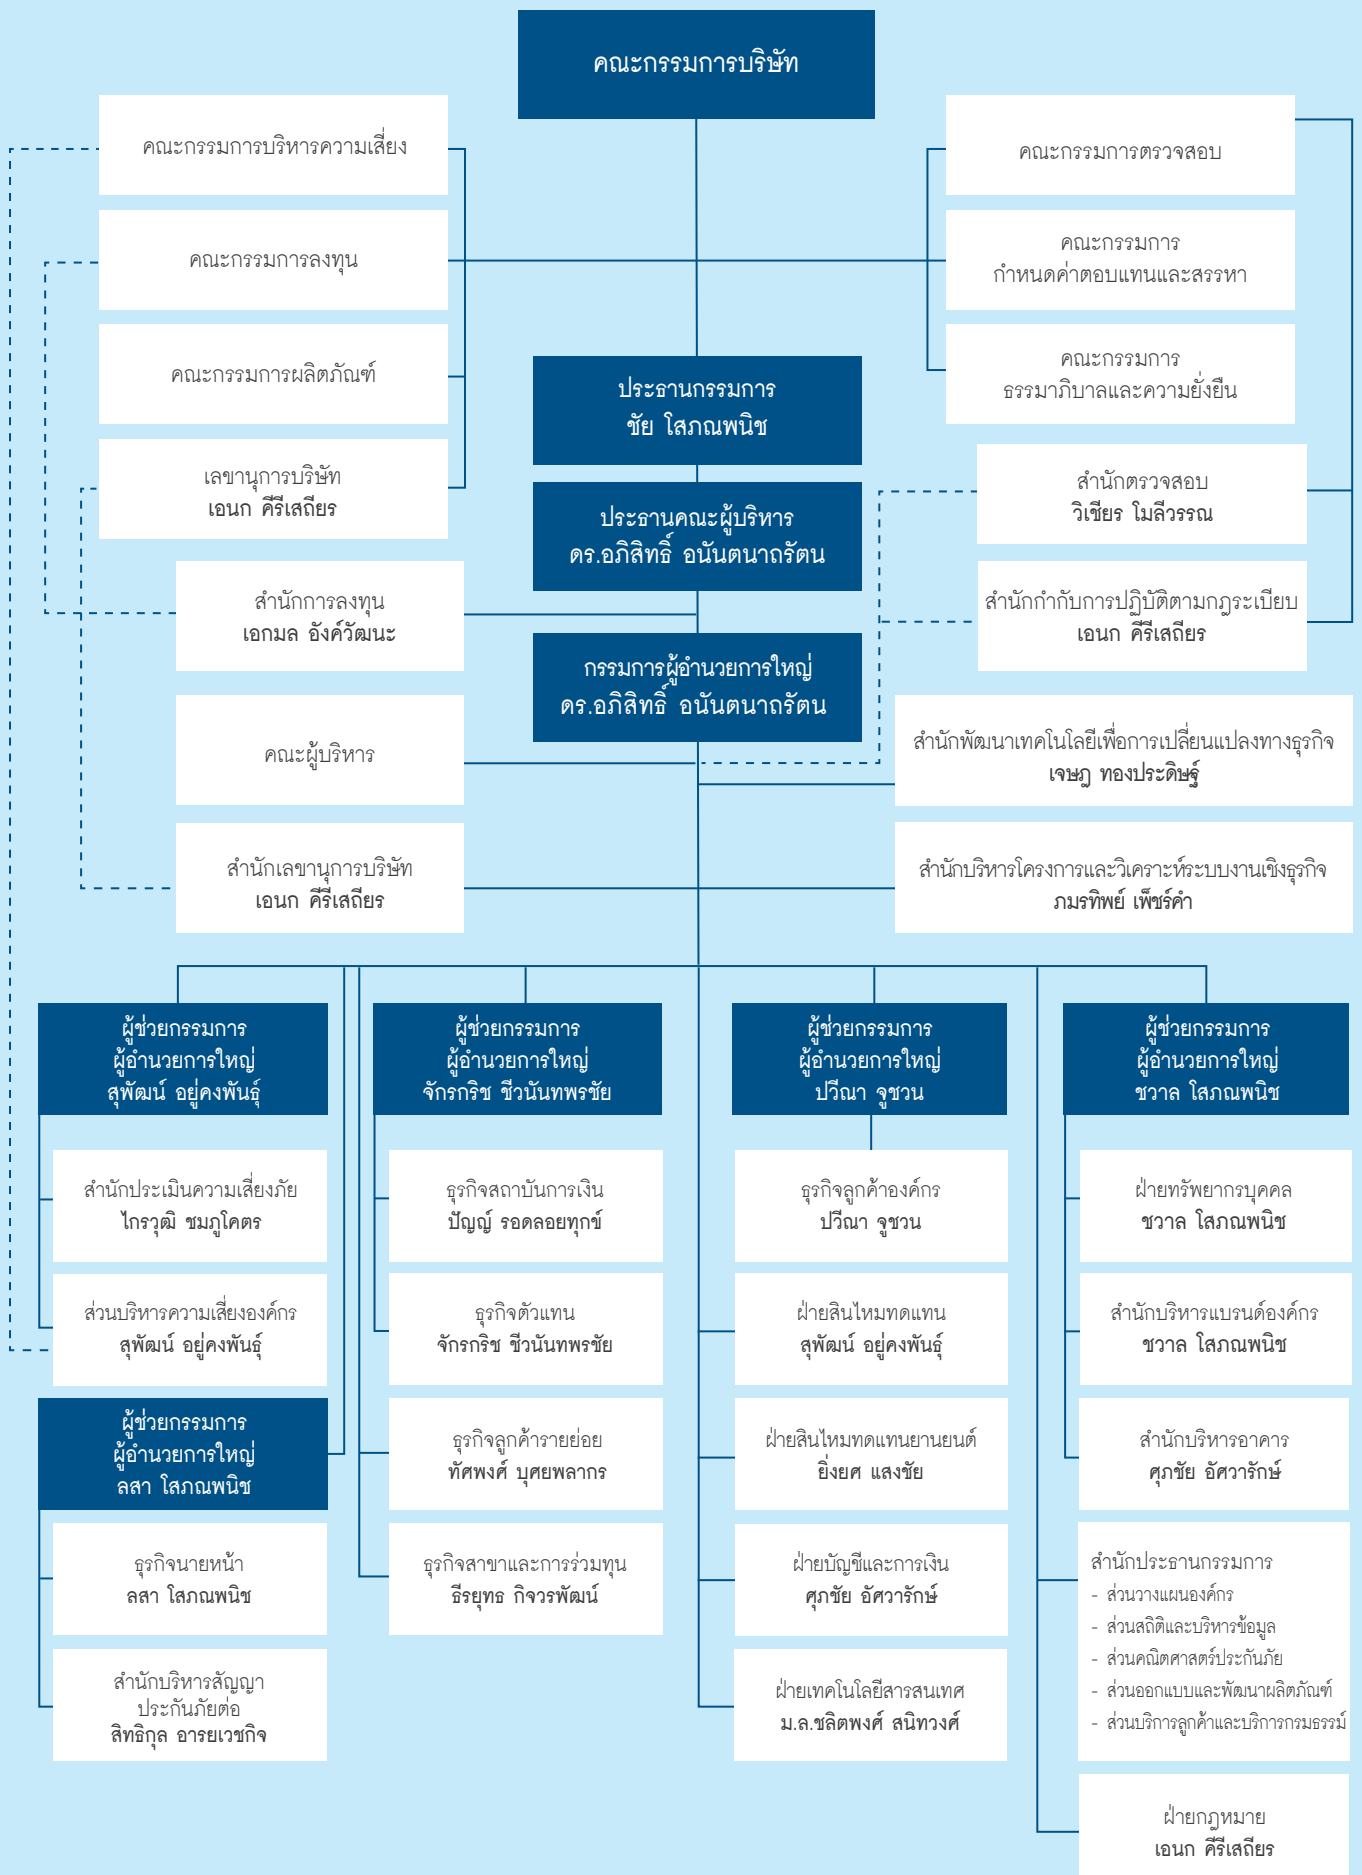 คณะกรรมการบริษัท
คณะกรรมการบริหารความเสี่ยง
คณะกรรมการลงทุน
คณะกรรมการผลิตภัณฑ์
เลขานุการบริษัท
เอนก คีรีเสถียร
คณะกรรมการตรวจสอบ
คณะกรรมการ
กำหนดค่าตอบแทนและสรรหา
คณะกรรมการ
ธรรมาภิบาลและความยั่งยืน
ประธานกรรมการ
ชัย โสภณพนิช
ประธานคณะผู้บริหาร
ดร.อภิสิทธิ์ อนันตนาถรัตน
สำนักตรวจสอบ
วิเชียร โมลีวรรณ
สำนักการลงทุน
เอกมล อังค์วัฒนะ
สำนักกำกับการปฏิบัติตามกฎระเบียบ
เอนก คีรีเสถียร
กรรมการผู้อำนวยการใหญ่
ดร.อภิสิทธิ์ อนันตนาถรัตน
คณะผู้บริหาร
สำนักพัฒนาเทคโนโลยีเพื่อการเปลี่ยนแปลงทางธุรกิจ
เจษฎ ทองประดิษฐ์
สำนักเลขานุการบริษัท
เอนก คีรีเสถียร
สำนักบริหารโครงการและวิเคราะห์ระบบงานเชิงธุรกิจ
ภมรทิพย์ เพ็ชร์คำ
ผู้ช่วยกรรมการ
ผู้อำนวยการใหญ่
สุพัฒน์ อยู่คงพันธุ์
สำนักประเมินความเสี่ยงภัย
ไกรวุฒิ ชมภูโคตร
ส่วนบริหารความเสี่ยงองค์กร
สุพัฒน์ อยู่คงพันธุ์
ผู้ช่วยกรรมการ
ผู้อำนวยการใหญ่
ลสา โสภณพนิช
ธุรกิจนายหน้า
ลสา โสภณพนิช
สำนักบริหารสัญญา
ประกันภัยต่อ
สิทธิกุล อารยเวชกิจ
ผู้ช่วยกรรมการ
ผู้อำนวยการใหญ่
จักรกริช ชีวนันทพรชัย
ธุรกิจสถาบันการเงิน
ปัญญ์ รอดลอยทุกข์
ธุรกิจตัวแทน
จักรกริช ชีวนันทพรชัย
ธุรกิจลูกค้ารายย่อย
ทัศพงศ์ บุศยพลากร
ธุรกิจสาขาและการร่วมทุน
ธีรยุทธ กิจวรพัฒน์
ผู้ช่วยกรรมการ
ผู้อำนวยการใหญ่
ปวีณา จูชวน
ธุรกิจลูกค้าองค์กร
ปวีณา จูชวน
ฝ่ายสินไหมทดแทน
สุพัฒน์ อยู่คงพันธุ์
ฝ่ายสินไหมทดแทนยานยนต์
ยิ่งยศ แสงชัย
ฝ่ายบัญชีและการเงิน
ศุภชัย อัศวารักษ์
ฝ่ายเทคโนโลยีสารสนเทศ
ม.ล.ชลิตพงศ์ สนิทวงศ์
ผู้ช่วยกรรมการ
ผู้อำนวยการใหญ่
ชวาล โสภณพนิช
ฝ่ายทรัพยากรบุคคล
ชวาล โสภณพนิช
สำนักบริหารแบรนด์องค์กร
ชวาล โสภณพนิช
สำนักบริหารอาคาร
ศุภชัย อัศวารักษ์
สำนักประธานกรรมการ
- ส่วนวางแผนองค์กร
- ส่วนสถิติและบริหารข้อมูล
- ส่วนคณิตศาสตร์ประกันภัย
- ส่วนออกแบบและพัฒนาผลิตภัณฑ์
- ส่วนบริการลูกค้าและบริการกรมธรรม์
ฝ่ายกฎหมาย
เอนก คีรีเสถียร